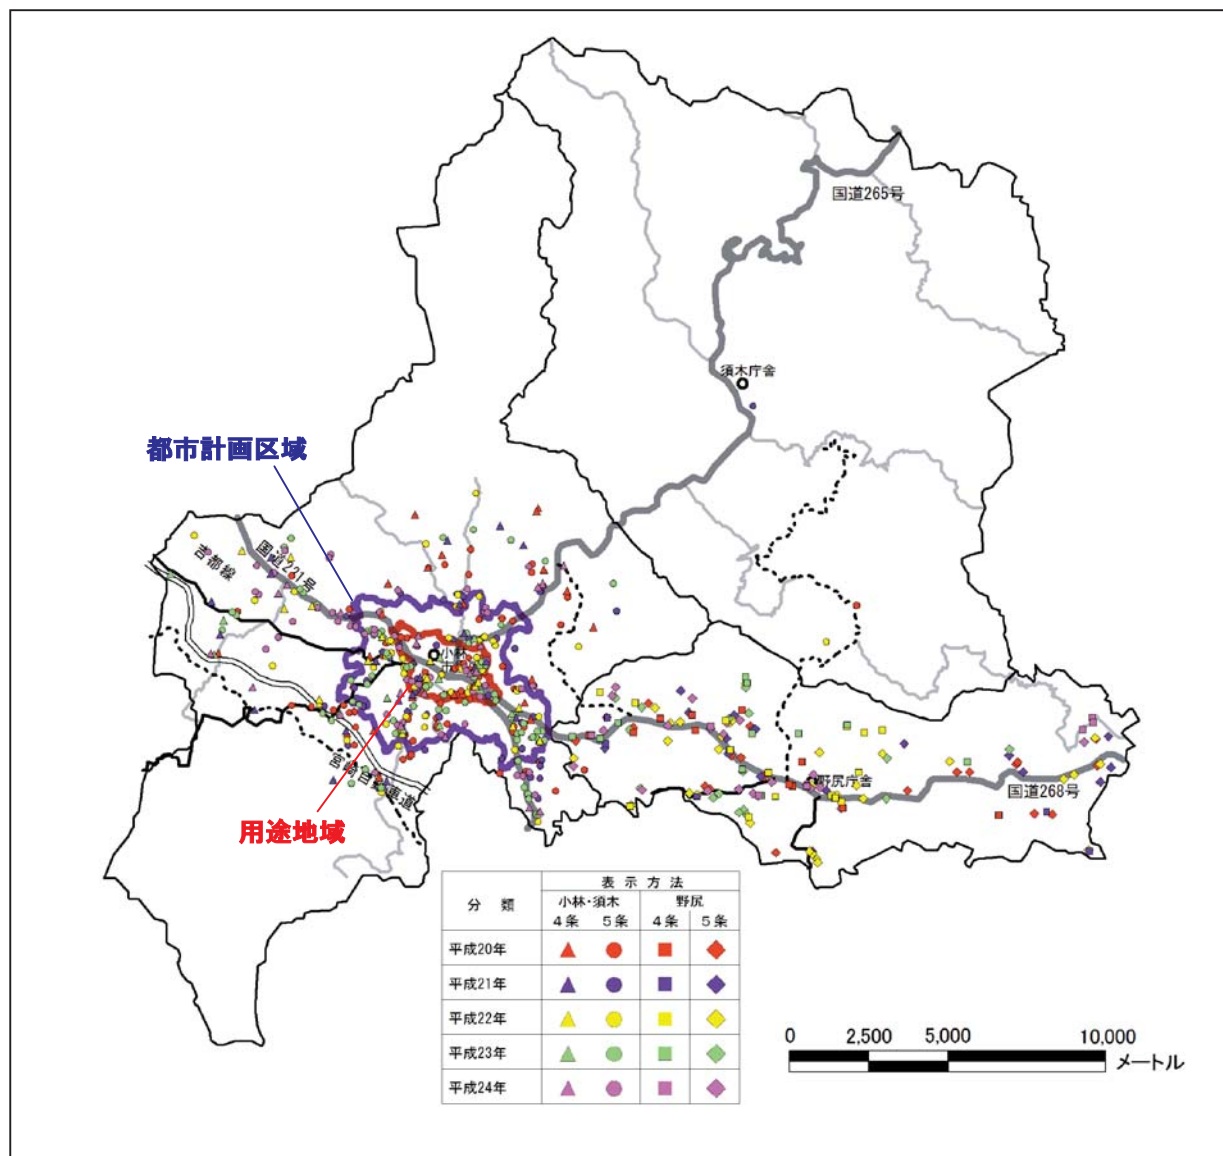 国道265号
須木庁舎
都市計画区域
国道221号
吉都線
小林
宮崎自動車道
野尻庁舎
国道268号
用途地域
表 示 方 法
分 類 小林・須木 野尻
4条 5条 4条 5条
平成20年
平成21年
平成22年
平成23年
平成24年
0 2,500 5,000 10,000
メートル